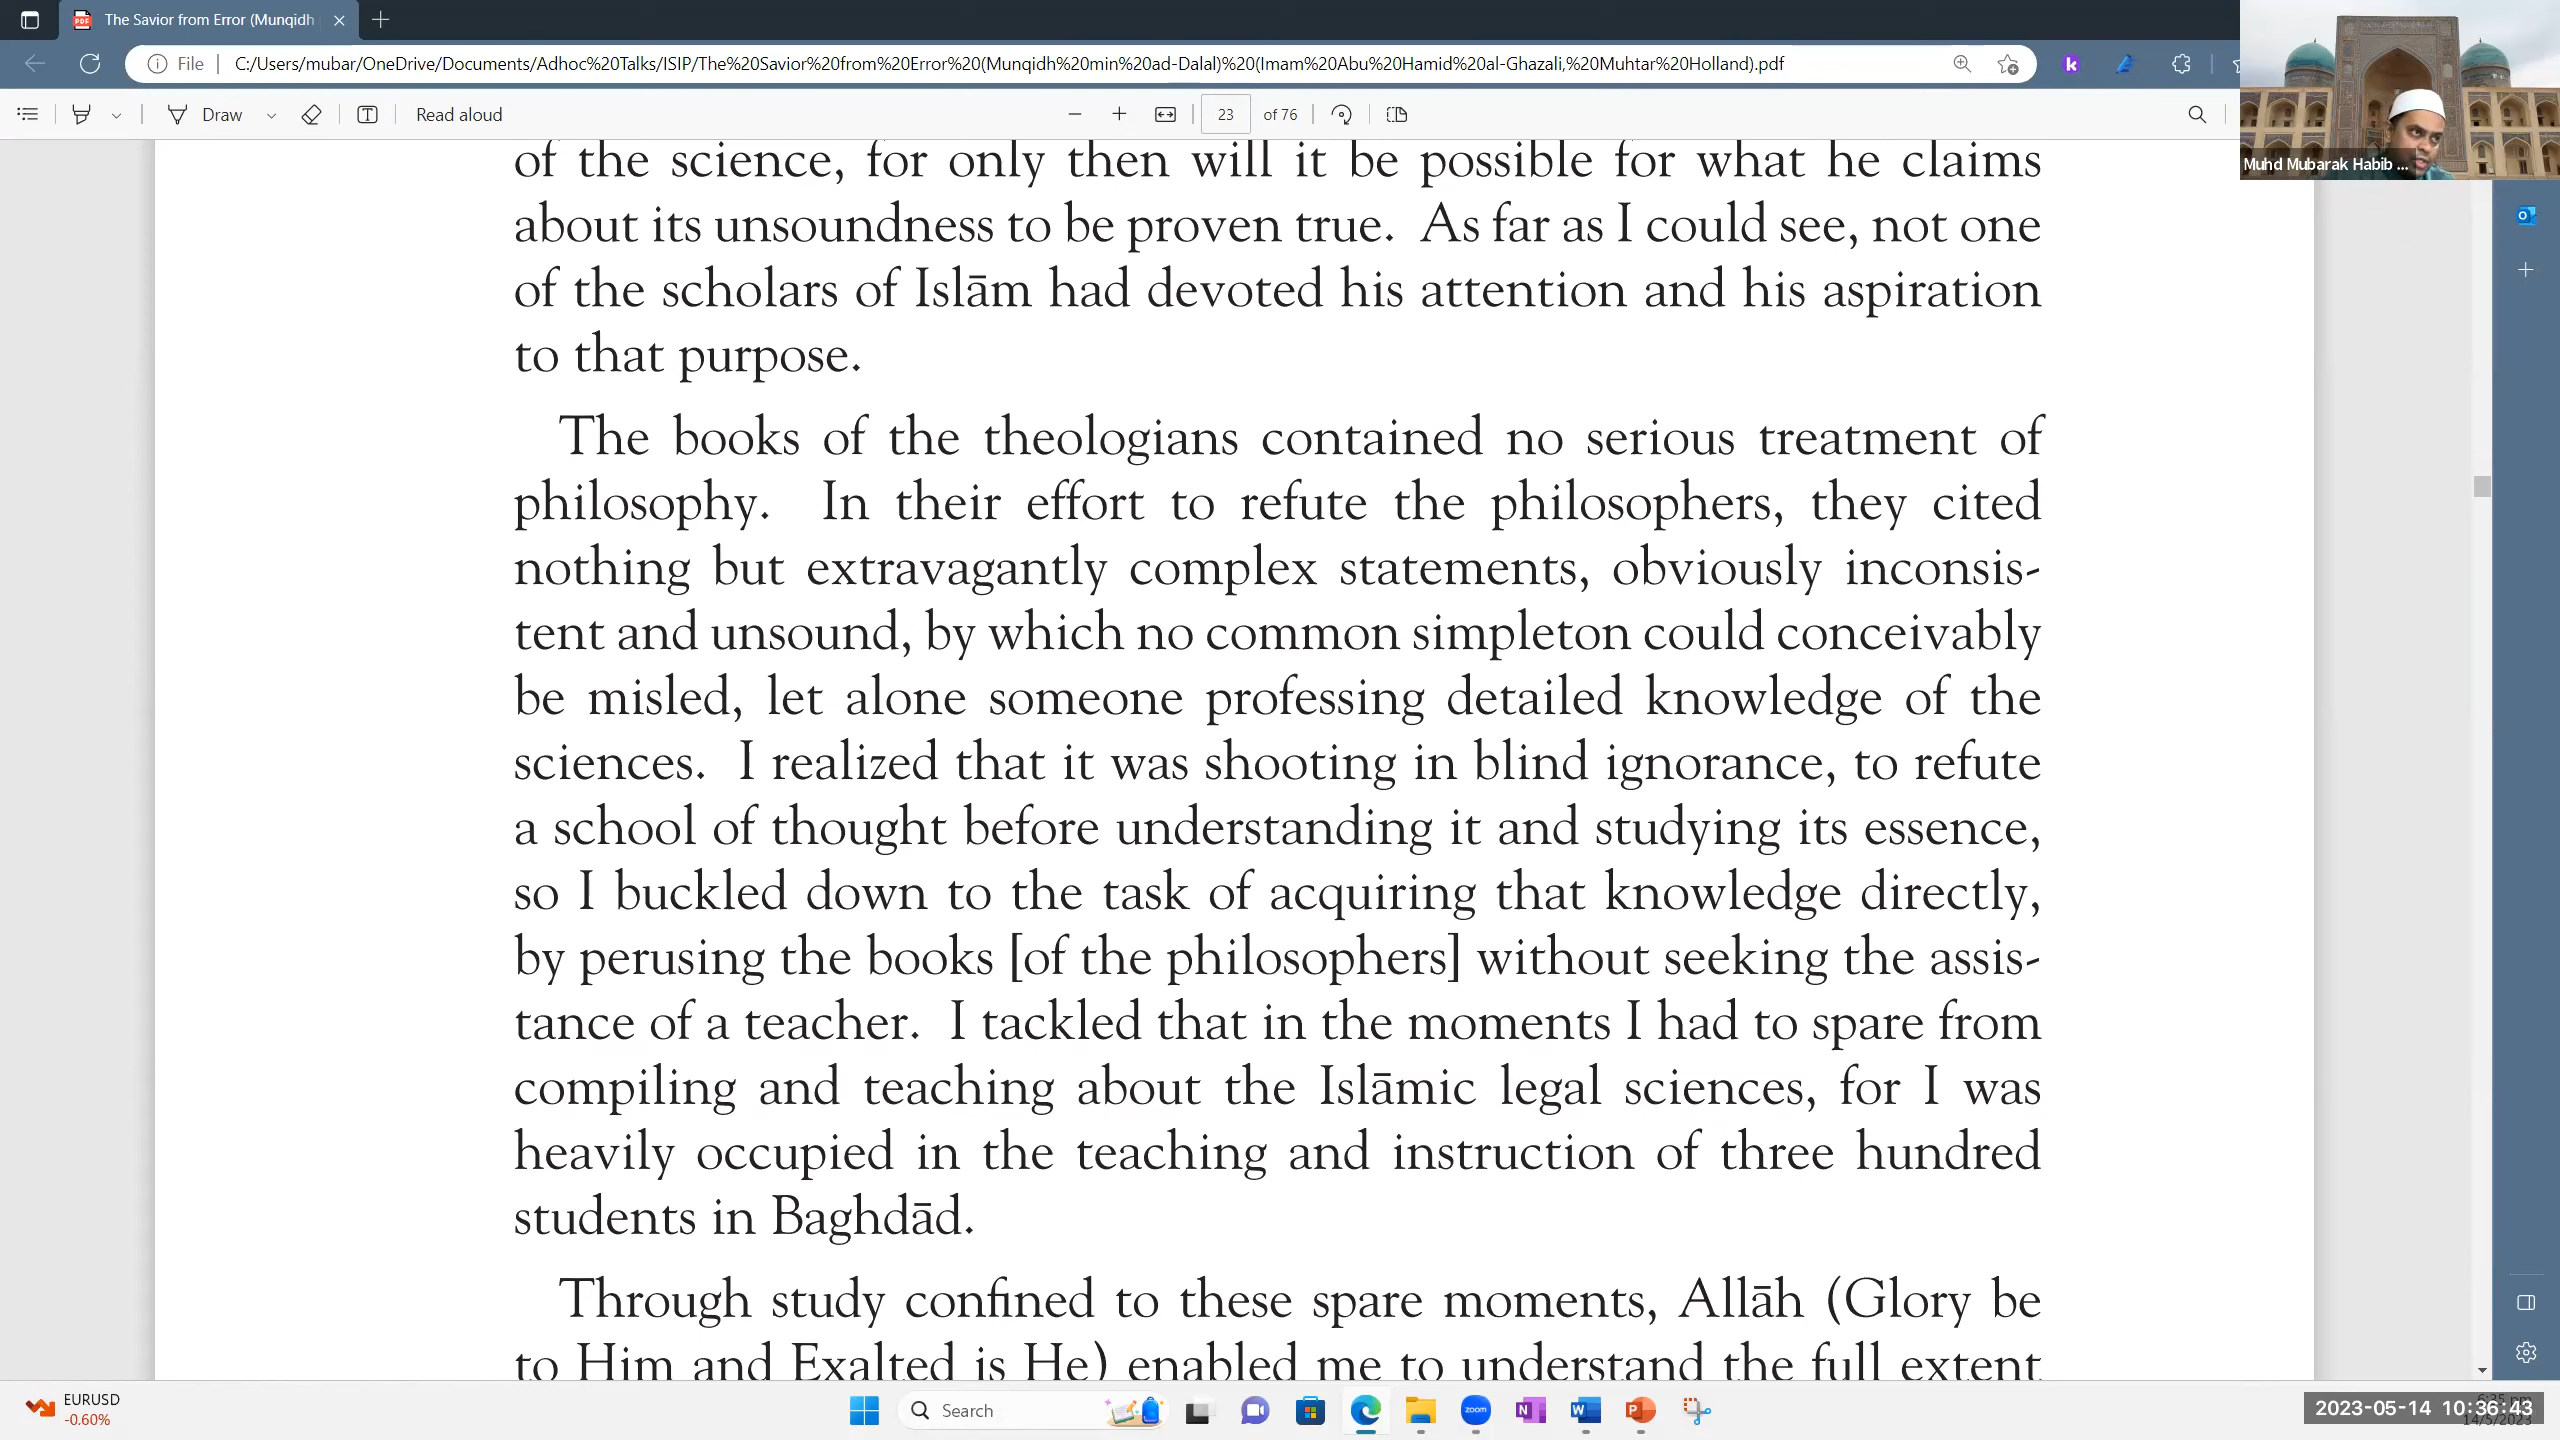 The Savior from Error (Munqidh
File
C:/Users/mubar/OneDrive/Documents/Adhoc%20Talks/ISIP/The%20Savior%20from%20Error%20(Munqidh%20min%20ad-Dalal)%20(Imam%20Abu%20Hamid%20al-Ghazali,%20Muhtar%20Holland).pdf
Draw
Read aloud
23 of 76
Muhd Mubarak Habib ...
of the science, for only then will it be possible for what he claims
about its unsoundness to be proven true. As far as I could see, not one
of the scholars of Islām had devoted his attention and his aspiration
to that purpose.
The books of the theologians contained no serious treatment of
philosophy. In their effort to refute the philosophers, they cited
nothing but extravagantly complex statements, obviously inconsis-
tent and unsound, by which no common simpleton could conceivably
be misled, let alone someone professing detailed knowledge of the
sciences. I realized that it was shooting in blind ignorance, to refute
a school of thought before understanding it and studying its essence,
so I buckled down to the task of acquiring that knowledge directly,
by perusing the books [of the philosophers] without seeking the assis-
tance of a teacher. I tackled that in the moments I had to spare from
compiling and teaching about the Islāmic legal sciences, for I was
heavily occupied in the teaching and instruction of three hundred
students in Baghdād.
Through study confined to these spare moments, Allāh (Glory be
to Him and Exalted is He) enabled me to understand the full extent
EURUSD
-0.60%
Search
zoom
2023-05-14 10:36:43